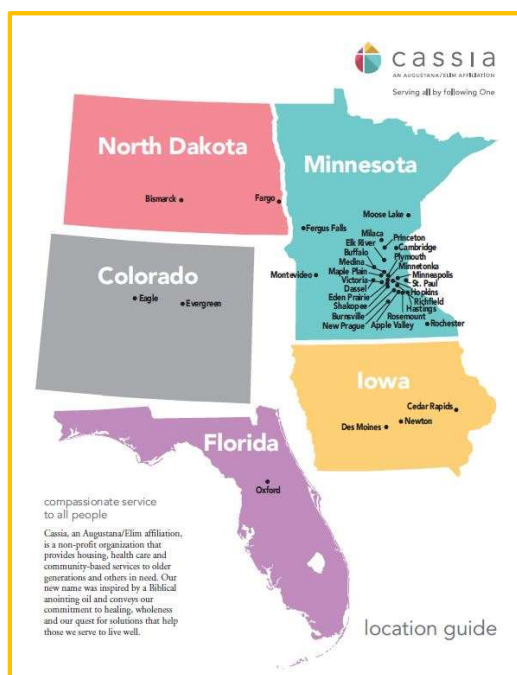 cassia
AN AUGUSTANA/ELIM AFFILIATION
Serving all by following One
North Dakota
Bismarck
Fargo
Minnesota
Moose Lake
Fergus Falls
Milaca
Princeton
Elk River
Cambridge
Buffalo
Plymouth
Medina
Minnetonka
Montevideo
Maple Plain
Minneapolis
Victoria
St. Paul
Dassel
Hopkins
Eden Prairie
Richfield
Shakopee
Hastings
Burnsville
Rosemount
New Prague
Apple Valley
Rochester
Colorado
Eagle
Evergreen
Iowa
Cedar Rapids
Newton
Des Moines
Florida
Oxford
compassionate service
to all people
Cassia, an Augustana/Elim affiliation,
is a non-profit organization that
provides housing, health care and
community-based services to older
generations and others in need. Our
new name was inspired by a Biblical
anointing oil and conveys our
commitment to healing, wholeness
and our quest for solutions that help
those we serve to live well.
location guide